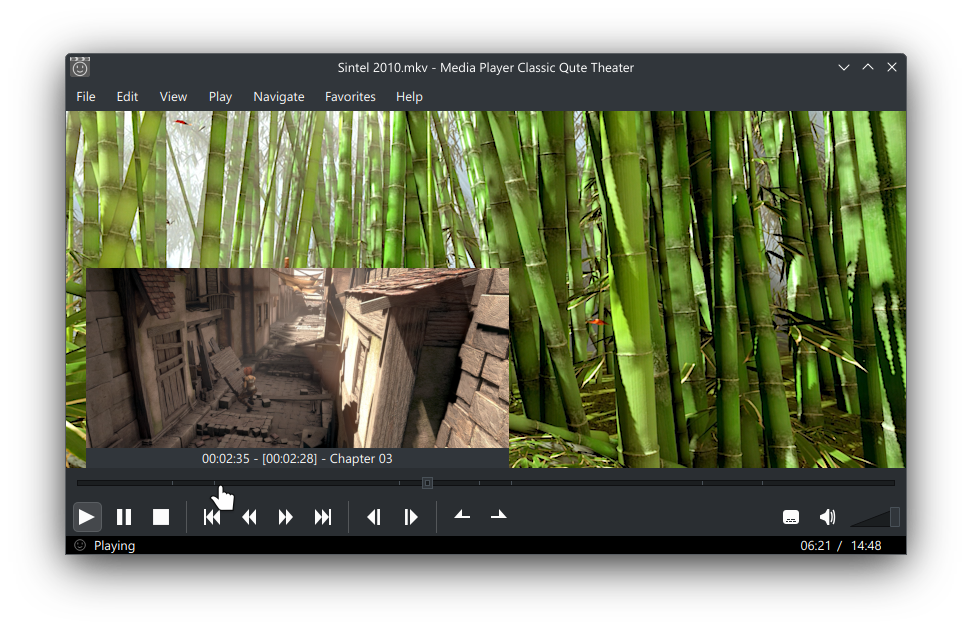 Sintel 2010.mkv - Media Player Classic Qute Theater
File Edit View Play Navigate Favorites Help
00:02:35 - [00:02:28] - Chapter 03
Playing 06:21 / 14:48